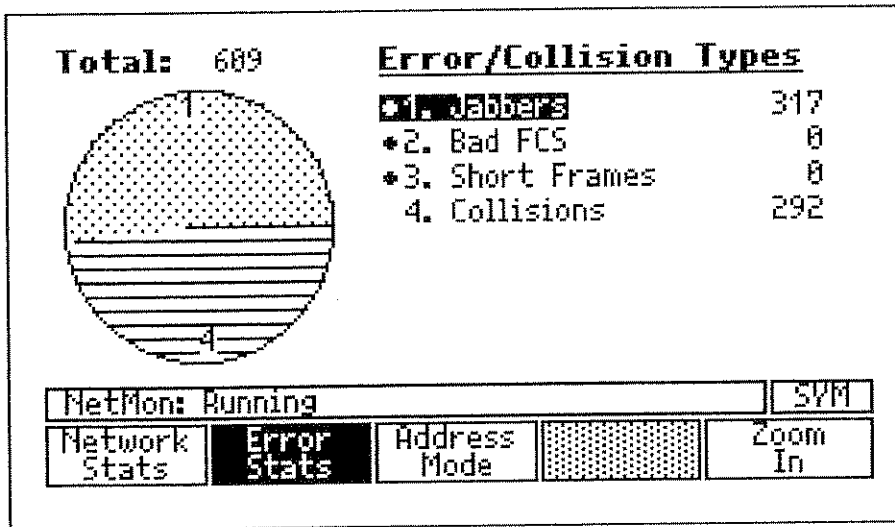 Total: 609
Error/Collision Types
•1. Jabbers 317
•2. Bad FCS 0
•3. Short Frames 0
4. Collisions 292
1
4
NetMon: Running
SVM
Network Stats
Error Stats
Address Mode
Zoom In